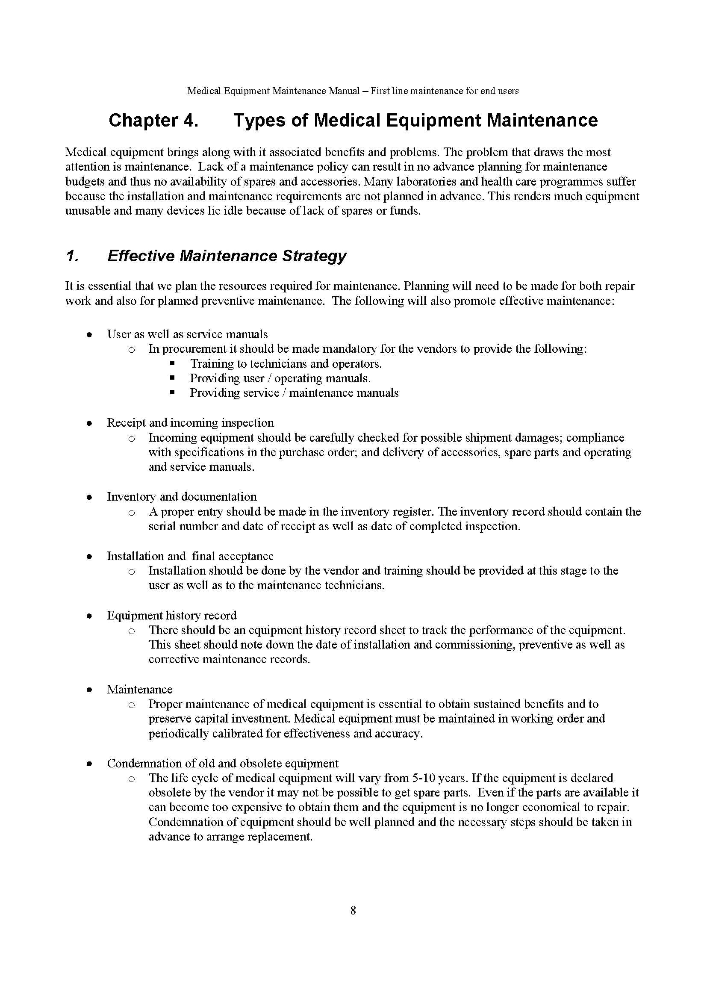 Medical Equipment Maintenance Manual – First line maintenance for end users
Chapter 4. Types of Medical Equipment Maintenance
Medical equipment brings along with it associated benefits and problems. The problem that draws the most
attention is maintenance.  Lack of a maintenance policy can result in no advance planning for maintenance
budgets and thus no availability of spares and accessories. Many laboratories and health care programmes suffer
because the installation and maintenance requirements are not planned in advance. This renders much equipment
unusable and many devices lie idle because of lack of spares or funds.
1. Effective Maintenance Strategy
It is essential that we plan the resources required for maintenance. Planning will need to be made for both repair
work and also for planned preventive maintenance.  The following will also promote effective maintenance:
• User as well as service manuals
o In procurement it should be made mandatory for the vendors to provide the following:
▪ Training to technicians and operators.
▪ Providing user / operating manuals.
▪ Providing service / maintenance manuals
• Receipt and incoming inspection
o Incoming equipment should be carefully checked for possible shipment damages; compliance
with specifications in the purchase order; and delivery of accessories, spare parts and operating
and service manuals.
• Inventory and documentation
o A proper entry should be made in the inventory register. The inventory record should contain the
serial number and date of receipt as well as date of completed inspection.
• Installation and  final acceptance
o Installation should be done by the vendor and training should be provided at this stage to the
user as well as to the maintenance technicians.
• Equipment history record
o There should be an equipment history record sheet to track the performance of the equipment.
This sheet should note down the date of installation and commissioning, preventive as well as
corrective maintenance records.
• Maintenance
o Proper maintenance of medical equipment is essential to obtain sustained benefits and to
preserve capital investment. Medical equipment must be maintained in working order and
periodically calibrated for effectiveness and accuracy.
• Condemnation of old and obsolete equipment
o The life cycle of medical equipment will vary from 5-10 years. If the equipment is declared
obsolete by the vendor it may not be possible to get spare parts.  Even if the parts are available it
can become too expensive to obtain them and the equipment is no longer economical to repair.
Condemnation of equipment should be well planned and the necessary steps should be taken in
advance to arrange replacement.
8